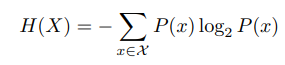 H(X) = − ∑_{x∈𝒳} P(x) log₂ P(x)